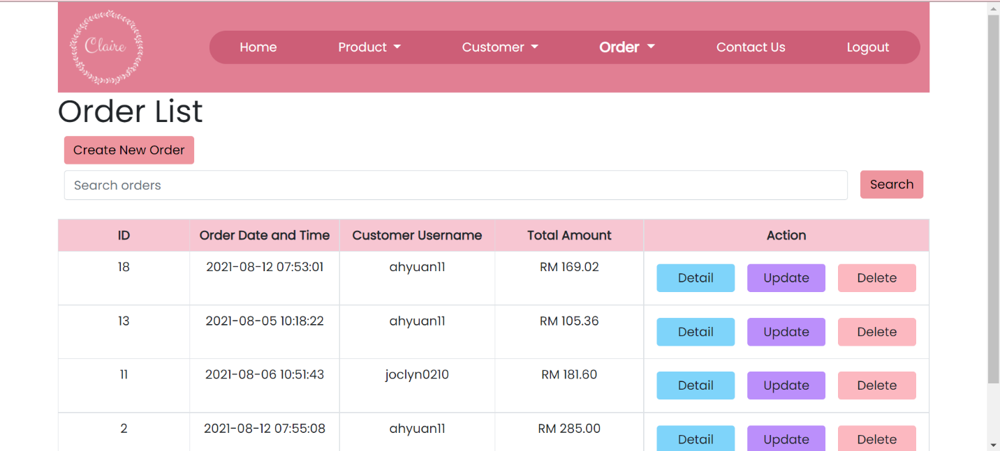 Claire
Home Product Customer Order Contact Us Logout
Order List
Create New Order
Search orders Search
ID Order Date and Time Customer Username Total Amount Action
18 2021-08-12 07:53:01 ahyuan11 RM 169.02 Detail Update Delete
13 2021-08-05 10:18:22 ahyuan11 RM 105.36 Detail Update Delete
11 2021-08-06 10:51:43 joclyn0210 RM 181.60 Detail Update Delete
2 2021-08-12 07:55:08 ahyuan11 RM 285.00 Detail Update Delete